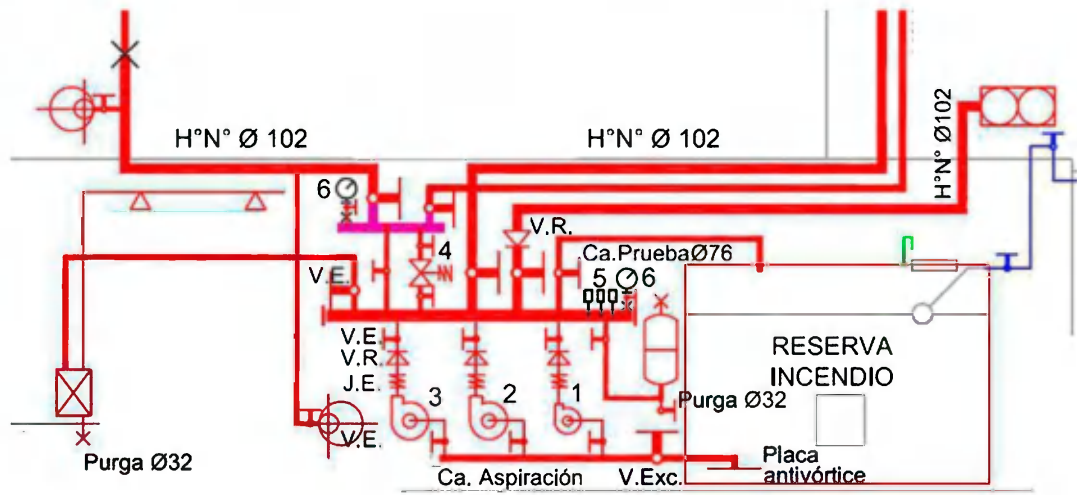 H°N° Ø 102
H°N° Ø 102
H°N° Ø102
6
V.R.
4
Ca.PruebaØ76
V.E.
5
6
V.E.
V.R.
J.E.
3
2
1
RESERVA
INCENDIO
Purga Ø32
V.E.
Purga Ø32
Ca. Aspiración
V.Exc.
Placa
antivórtice